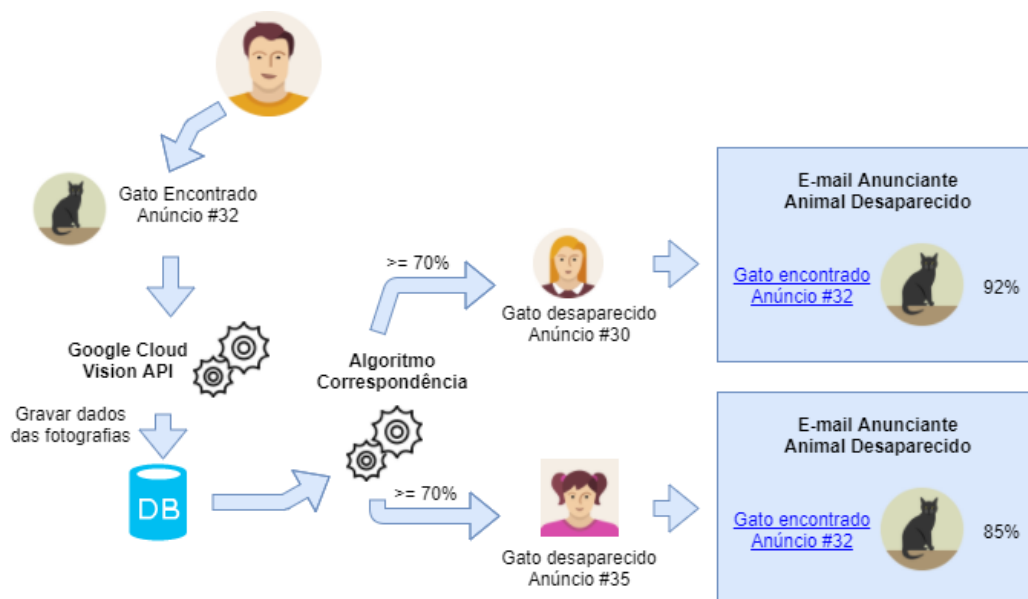 Gato Encontrado
Anúncio #32
Google Cloud
Vision API
Gravar dados
das fotografias
DB
Algoritmo
Correspondência
>= 70%
Gato desaparecido
Anúncio #30
E-mail Anunciante
Animal Desaparecido
Gato encontrado
Anúncio #32
92%
>= 70%
Gato desaparecido
Anúncio #35
E-mail Anunciante
Animal Desaparecido
Gato encontrado
Anúncio #32
85%